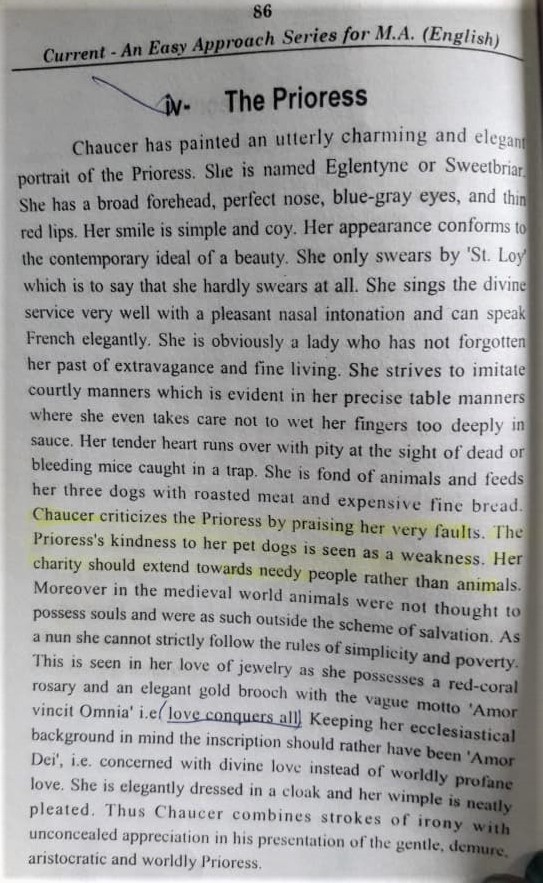 86
Current - An Easy Approach Series for M.A. (English)
iv- The Prioress
Chaucer has painted an utterly charming and elegant
portrait of the Prioress. She is named Eglentyne or Sweetbriar.
She has a broad forehead, perfect nose, blue-gray eyes, and thin
red lips. Her smile is simple and coy. Her appearance conforms to
the contemporary ideal of a beauty. She only swears by 'St. Loy'
which is to say that she hardly swears at all. She sings the divine
service very well with a pleasant nasal intonation and can speak
French elegantly. She is obviously a lady who has not forgotten
her past of extravagance and fine living. She strives to imitate
courtly manners which is evident in her precise table manners
where she even takes care not to wet her fingers too deeply in
sauce. Her tender heart runs over with pity at the sight of dead or
bleeding mice caught in a trap. She is fond of animals and feeds
her three dogs with roasted meat and expensive fine bread.
Chaucer criticizes the Prioress by praising her very faults. The
Prioress's kindness to her pet dogs is seen as a weakness. Her
charity should extend towards needy people rather than animals.
Moreover in the medieval world animals were not thought to
possess souls and were as such outside the scheme of salvation. As
a nun she cannot strictly follow the rules of simplicity and poverty.
This is seen in her love of jewelry as she possesses a red-coral
rosary and an elegant gold brooch with the vague motto 'Amor
vincit Omnia' i.e (love conquers all) Keeping her ecclesiastical
background in mind the inscription should rather have been 'Amor
Dei', i.e. concerned with divine love instead of worldly profane
love. She is elegantly dressed in a cloak and her wimple is neatly
pleated. Thus Chaucer combines strokes of irony with
unconcealed appreciation in his presentation of the gentle, demure,
aristocratic and worldly Prioress.